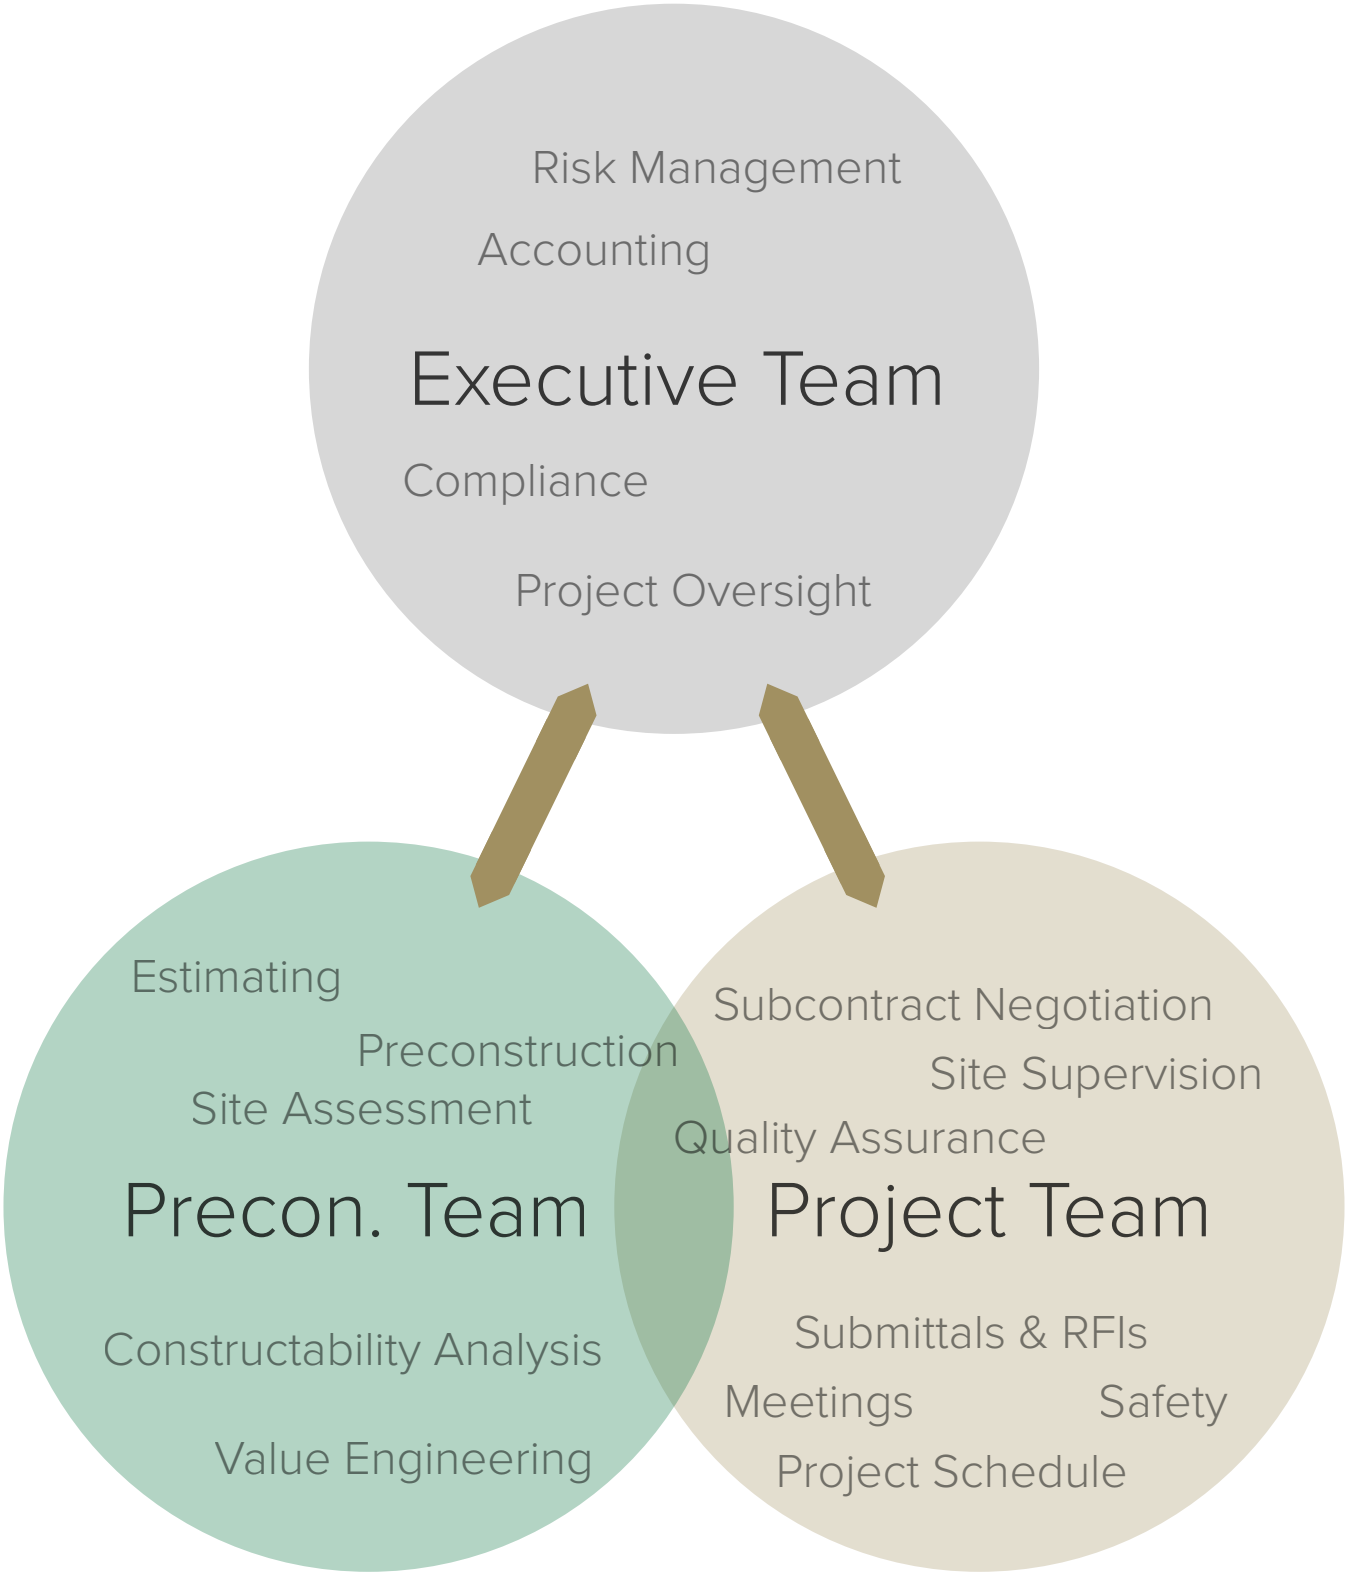 Risk Management
Accounting
Executive Team
Compliance
Project Oversight
Estimating
Preconstruction
Site Assessment
Precon. Team
Constructability Analysis
Value Engineering
Subcontract Negotiation
Site Supervision
Quality Assurance
Project Team
Submittals & RFIs
Meetings
Safety
Project Schedule